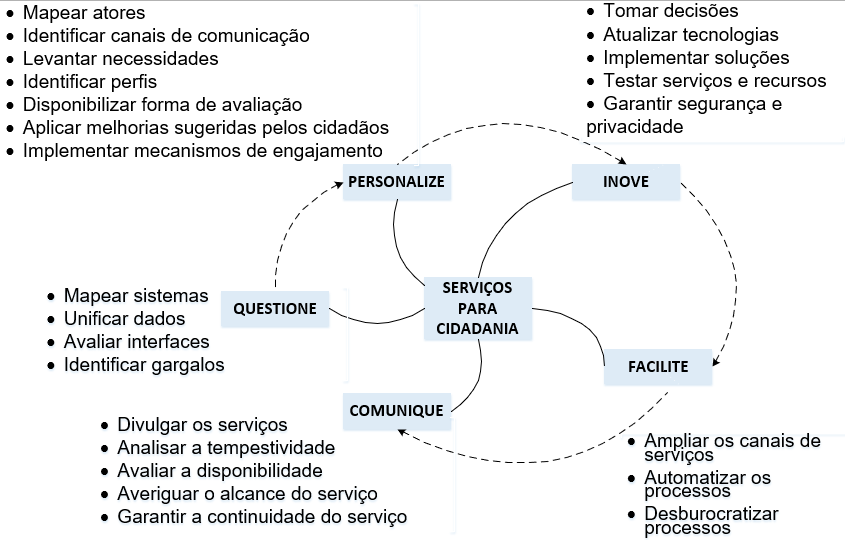 • Mapear atores
• Identificar canais de comunicação
• Levantar necessidades
• Identificar perfis
• Disponibilizar forma de avaliação
• Aplicar melhorias sugeridas pelos cidadãos
• Implementar mecanismos de engajamento
• Tomar decisões
• Atualizar tecnologias
• Implementar soluções
• Testar serviços e recursos
• Garantir segurança e
privacidade
PERSONALIZE
INOVE
• Mapear sistemas
• Unificar dados
• Avaliar interfaces
• Identificar gargalos
QUESTIONE
SERVIÇOS
PARA
CIDADANIA
FACILITE
COMUNIQUE
• Divulgar os serviços
• Analisar a tempestividade
• Avaliar a disponibilidade
• Averiguar o alcance do serviço
• Garantir a continuidade do serviço
• Ampliar os canais de
serviços
• Automatizar os
processos
• Desburocratizar
processos